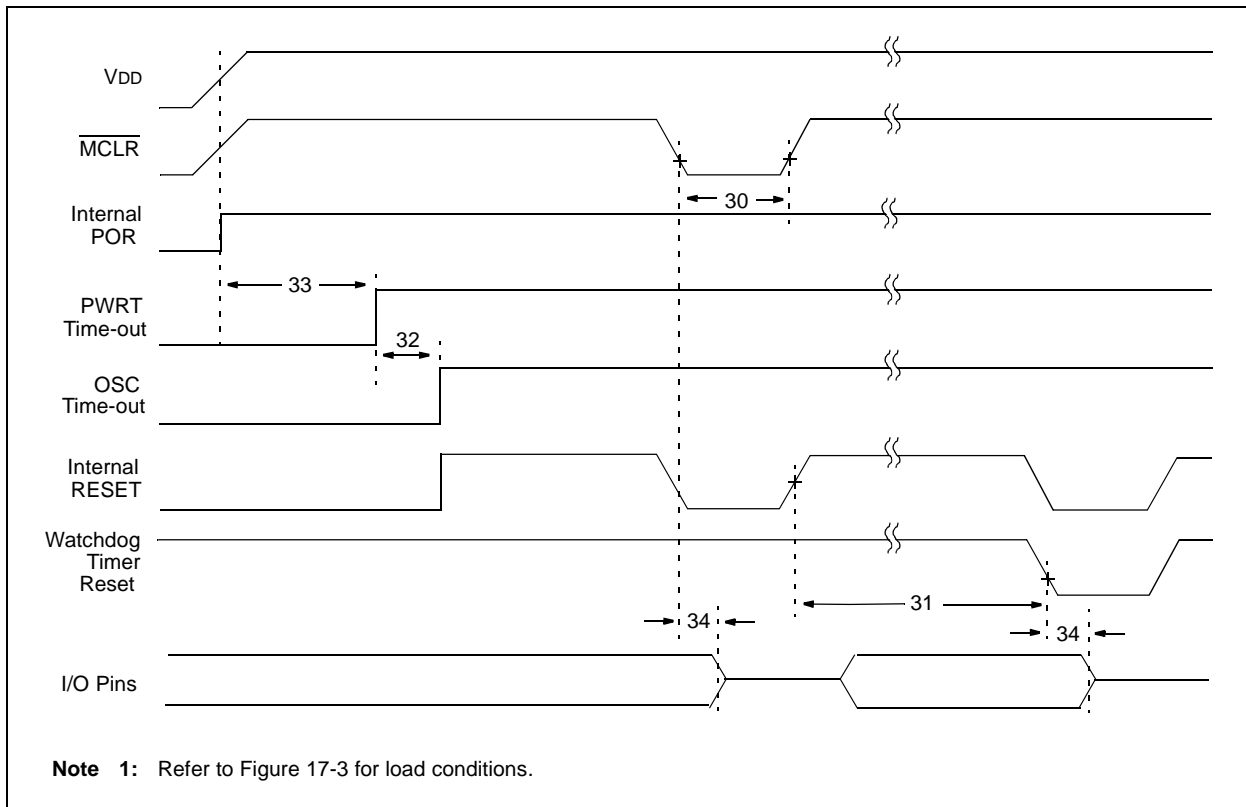 VDD
MCLR
30
Internal
POR
33
PWRT
Time-out
32
OSC
Time-out
Internal
RESET
Watchdog
Timer
Reset
31
34
34
I/O Pins
Note 1: Refer to Figure 17-3 for load conditions.